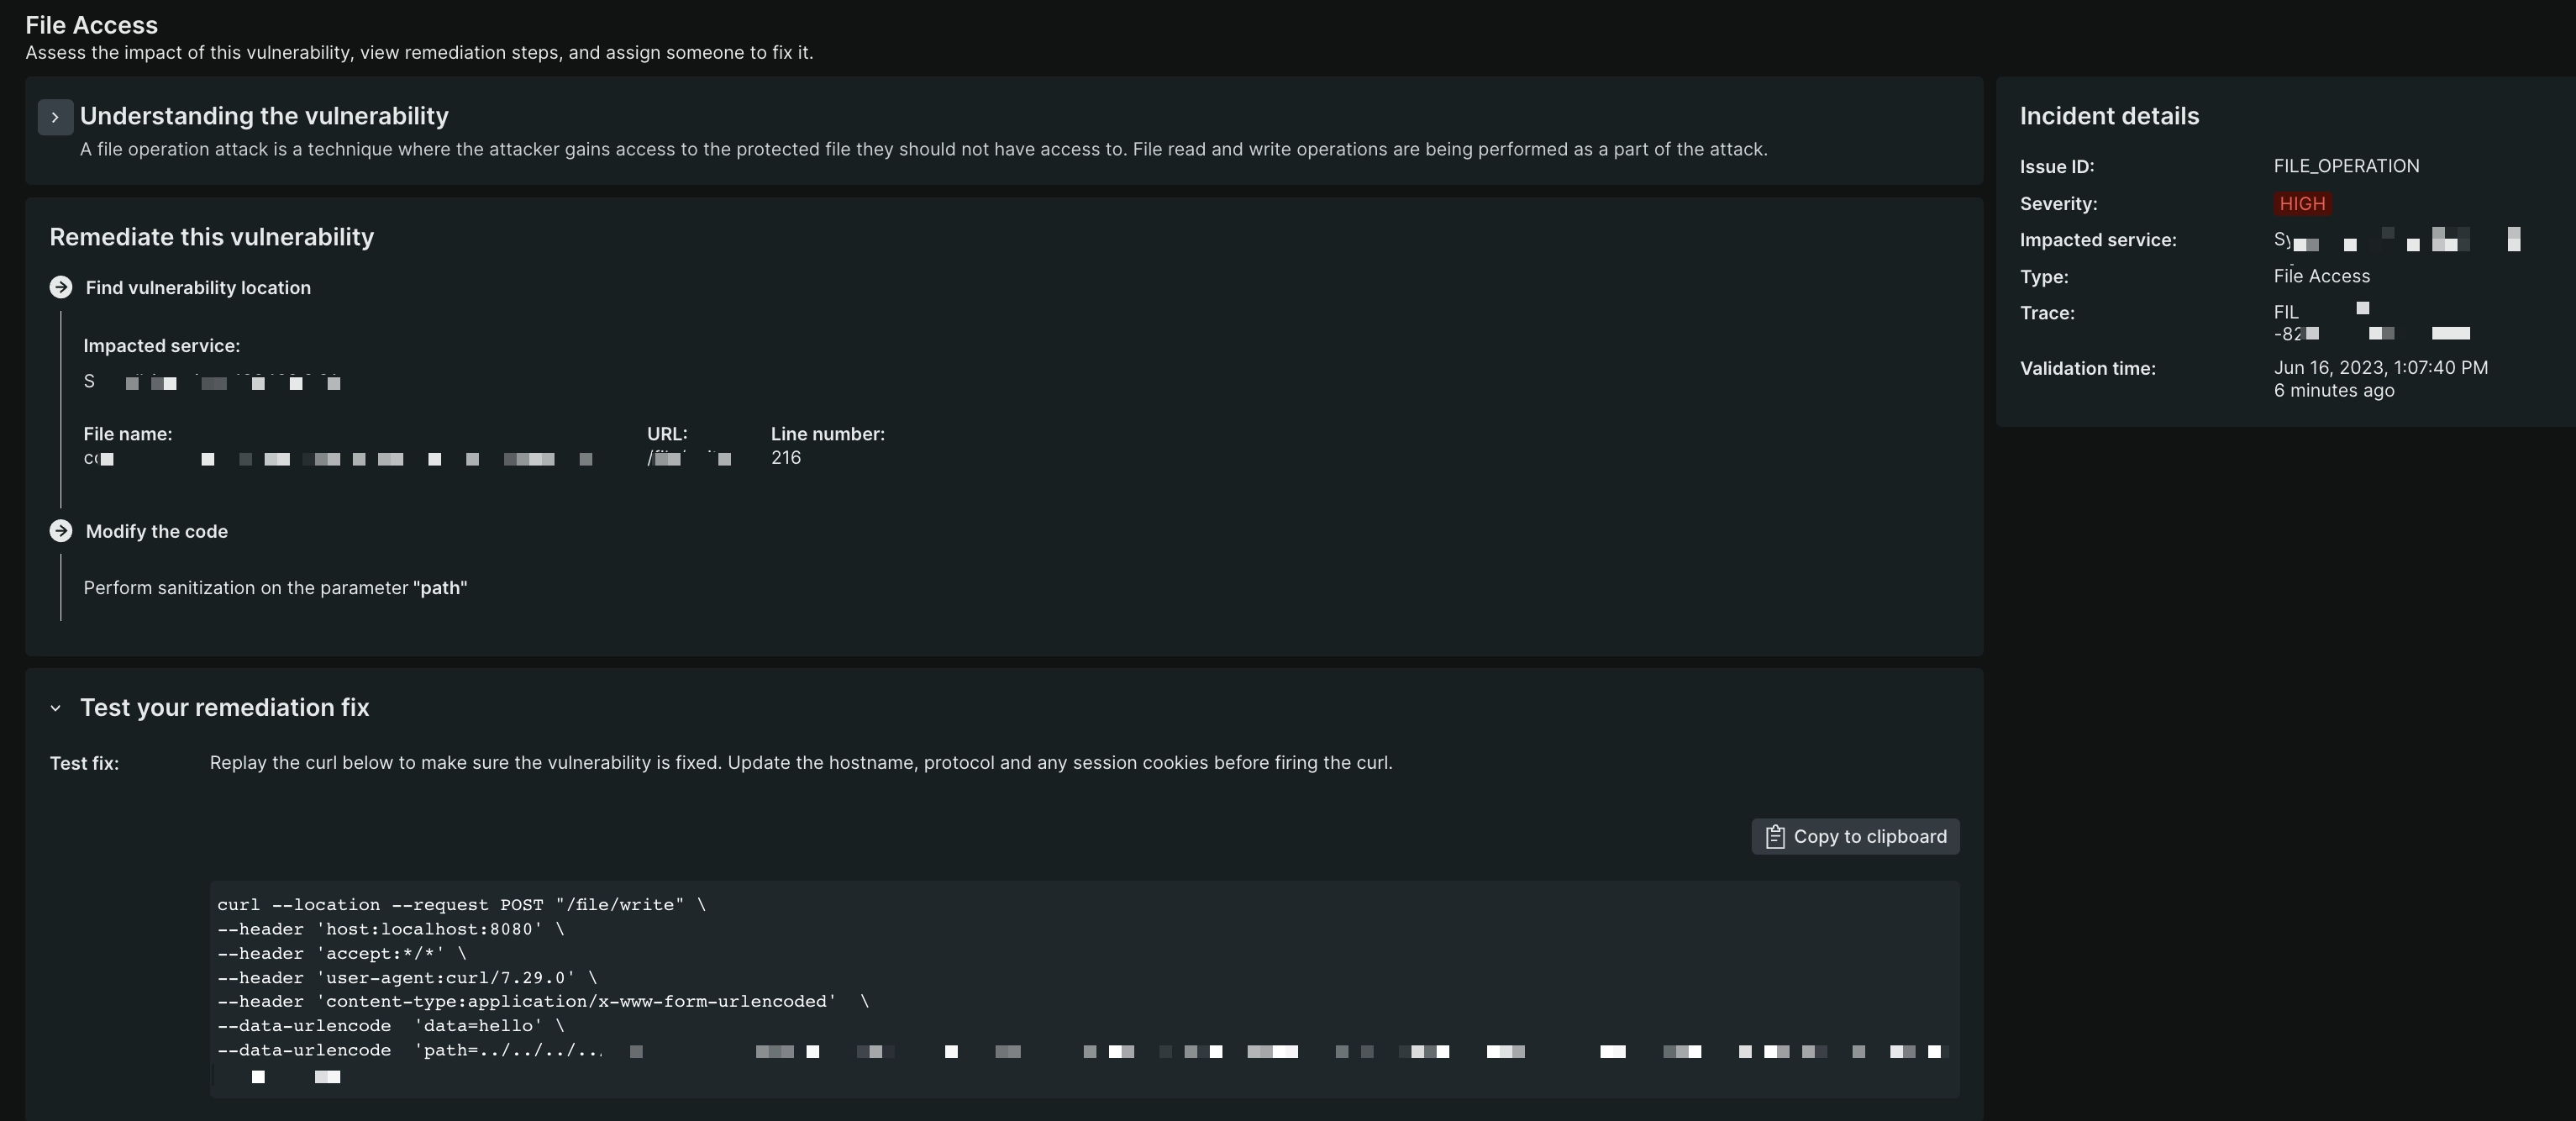 File Access
Assess the impact of this vulnerability, view remediation steps, and assign someone to fix it.
Understanding the vulnerability
A file operation attack is a technique where the attacker gains access to the protected file they should not have access to. File read and write operations are being performed as a part of the attack.
Remediate this vulnerability
Find vulnerability location
Impacted service:
File name:
URL:
Line number:
216
Modify the code
Perform sanitization on the parameter "path"
Test your remediation fix
Test fix:
Replay the curl below to make sure the vulnerability is fixed. Update the hostname, protocol and any session cookies before firing the curl.
Copy to clipboard
curl --location --request POST "/file/write" \
--header 'host:localhost:8080' \
--header 'accept:*/*' \
--header 'user-agent:curl/7.29.0' \
--header 'content-type:application/x-www-form-urlencoded'  \
--data-urlencode  'data=hello' \
--data-urlencode  'path=../../../..
Incident details
Issue ID:
FILE_OPERATION
Severity:
HIGH
Impacted service:
Type:
File Access
Trace:
FIL
Validation time:
Jun 16, 2023, 1:07:40 PM
6 minutes ago